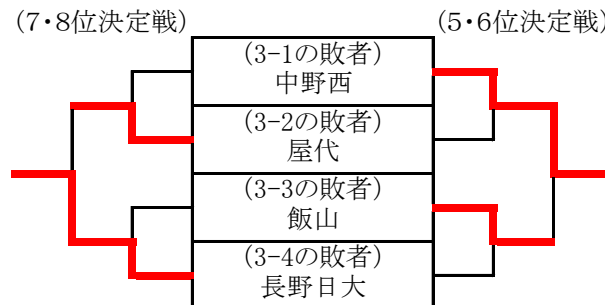 (7・8位決定戦)
(5・6位決定戦)
(3-1の敗者)
中野西
(3-2の敗者)
屋代
(3-3の敗者)
飯山
(3-4の敗者)
長野日大